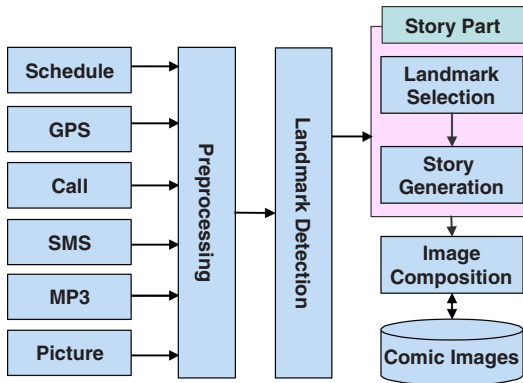 Schedule
GPS
Call
SMS
MP3
Picture
Preprocessing
Landmark Detection
Story Part
Landmark
Selection
Story
Generation
Image
Composition
Comic Images